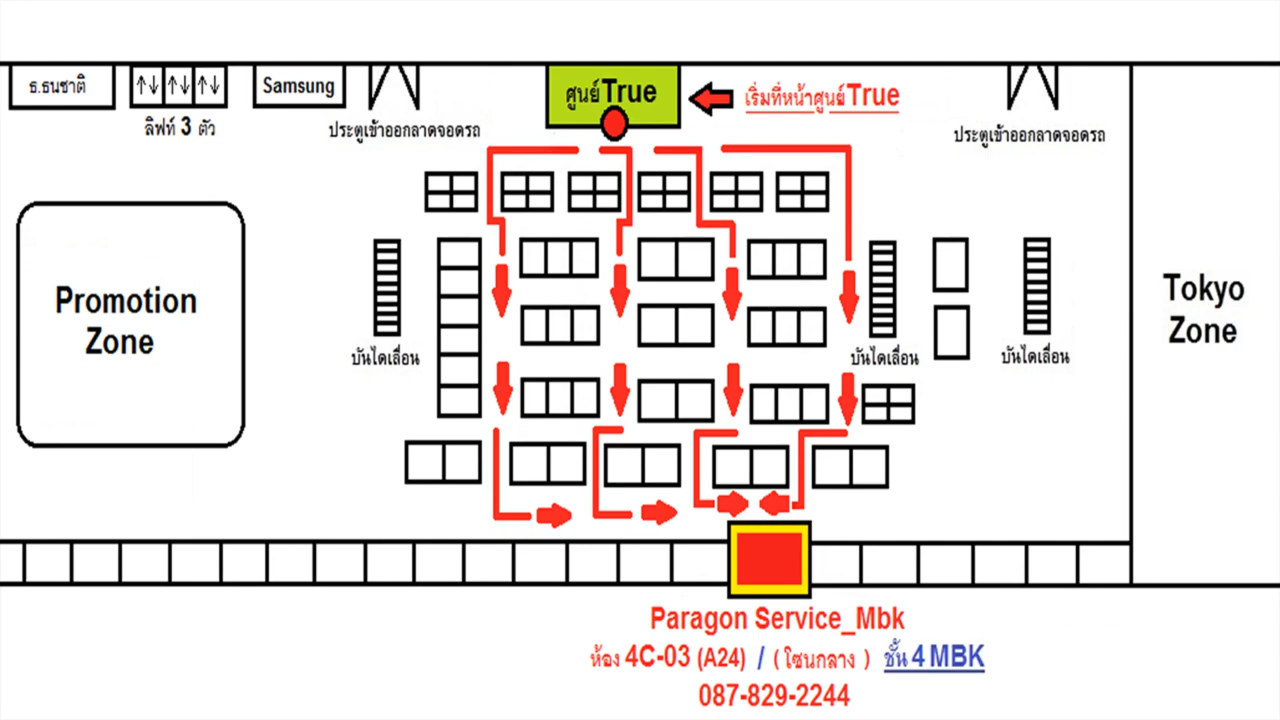 ธ.ธนชาติ
Samsung
ศูนย์ True
เริ่มที่หน้าศูนย์ True
ลิฟท์ 3 ตัว
ประตูเข้าออกลาดจอดรถ
ประตูเข้าออกลาดจอดรถ
Promotion
Zone
Tokyo
Zone
บันไดเลื่อน
บันไดเลื่อน
บันไดเลื่อน
Paragon Service_Mbk
ห้อง 4C-03 (A24) / ( โซนกลาง ) ชั้น 4 MBK
087-829-2244